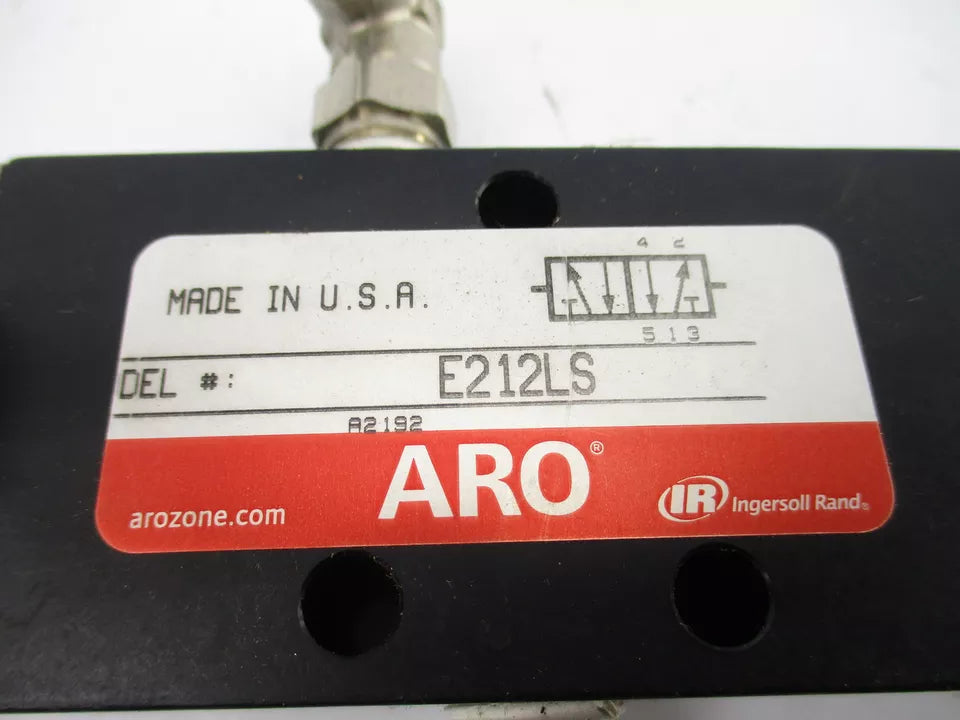 4 2
MADE IN U.S.A.
5 1 3
DEL #: E212LS
A2192
ARO®
arozone.com
IR Ingersoll Rand®